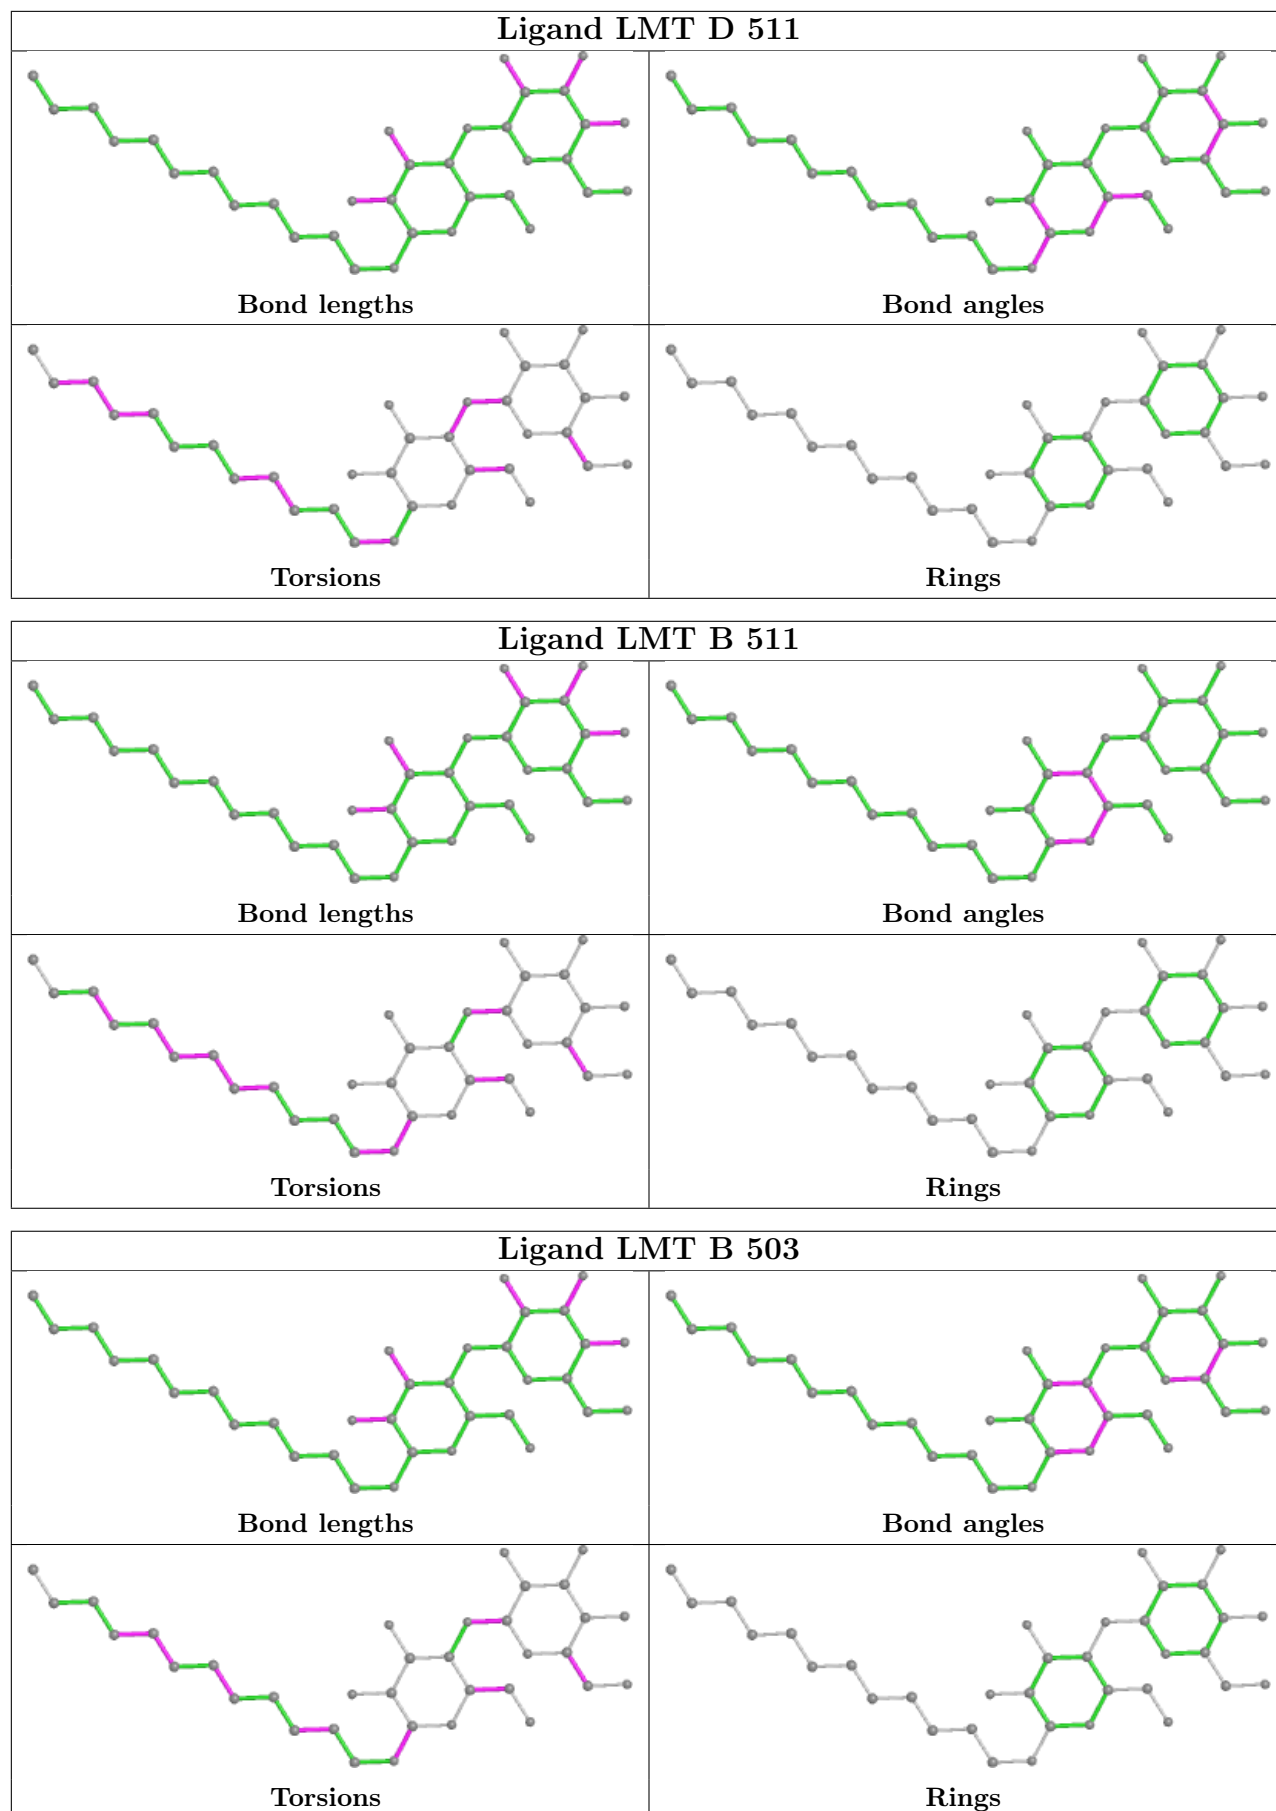 Ligand LMT D 511
Bond lengths
Bond angles
Torsions
Rings
Ligand LMT B 511
Bond lengths
Bond angles
Torsions
Rings
Ligand LMT B 503
Bond lengths
Bond angles
Torsions
Rings